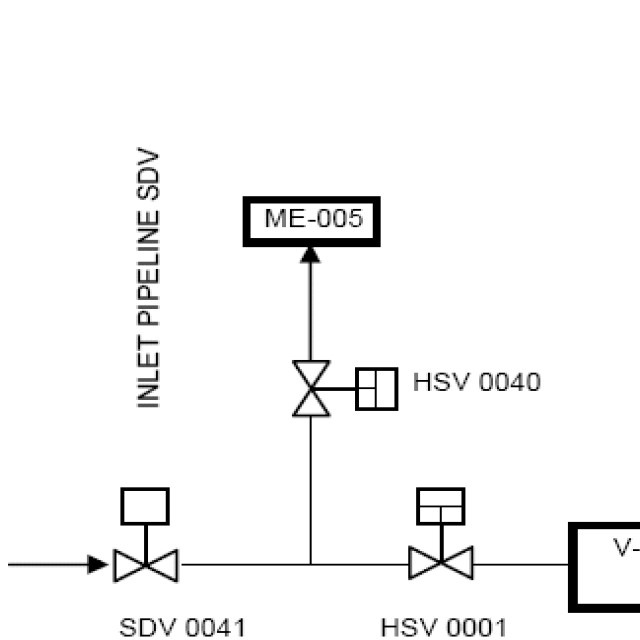 INLET PIPELINE SDV
ME-005
HSV 0040
V-
SDV 0041
HSV 0001